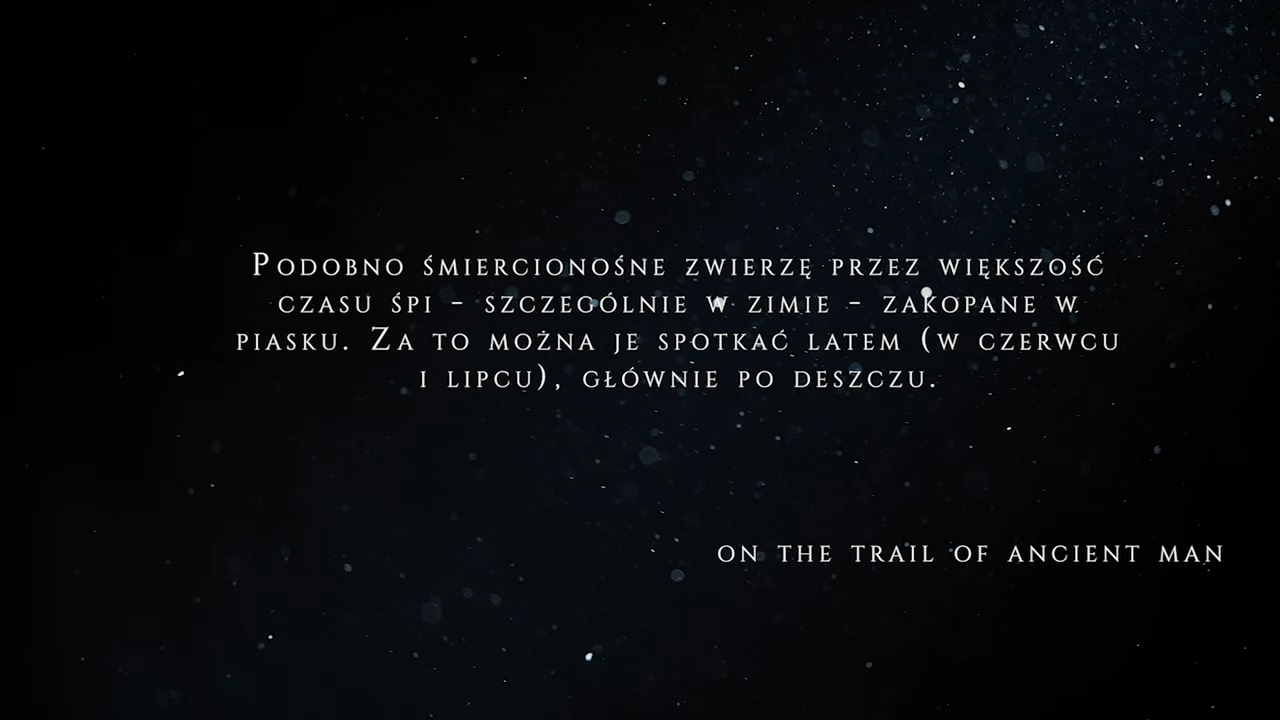 Podobno śmiercionośne zwierzę przez większość
czasu śpi – szczególnie w zimie – zakopane w
piasku. Za to można je spotkać latem (w czerwcu
i lipcu), głównie po deszczu.
on the trail of ancient man